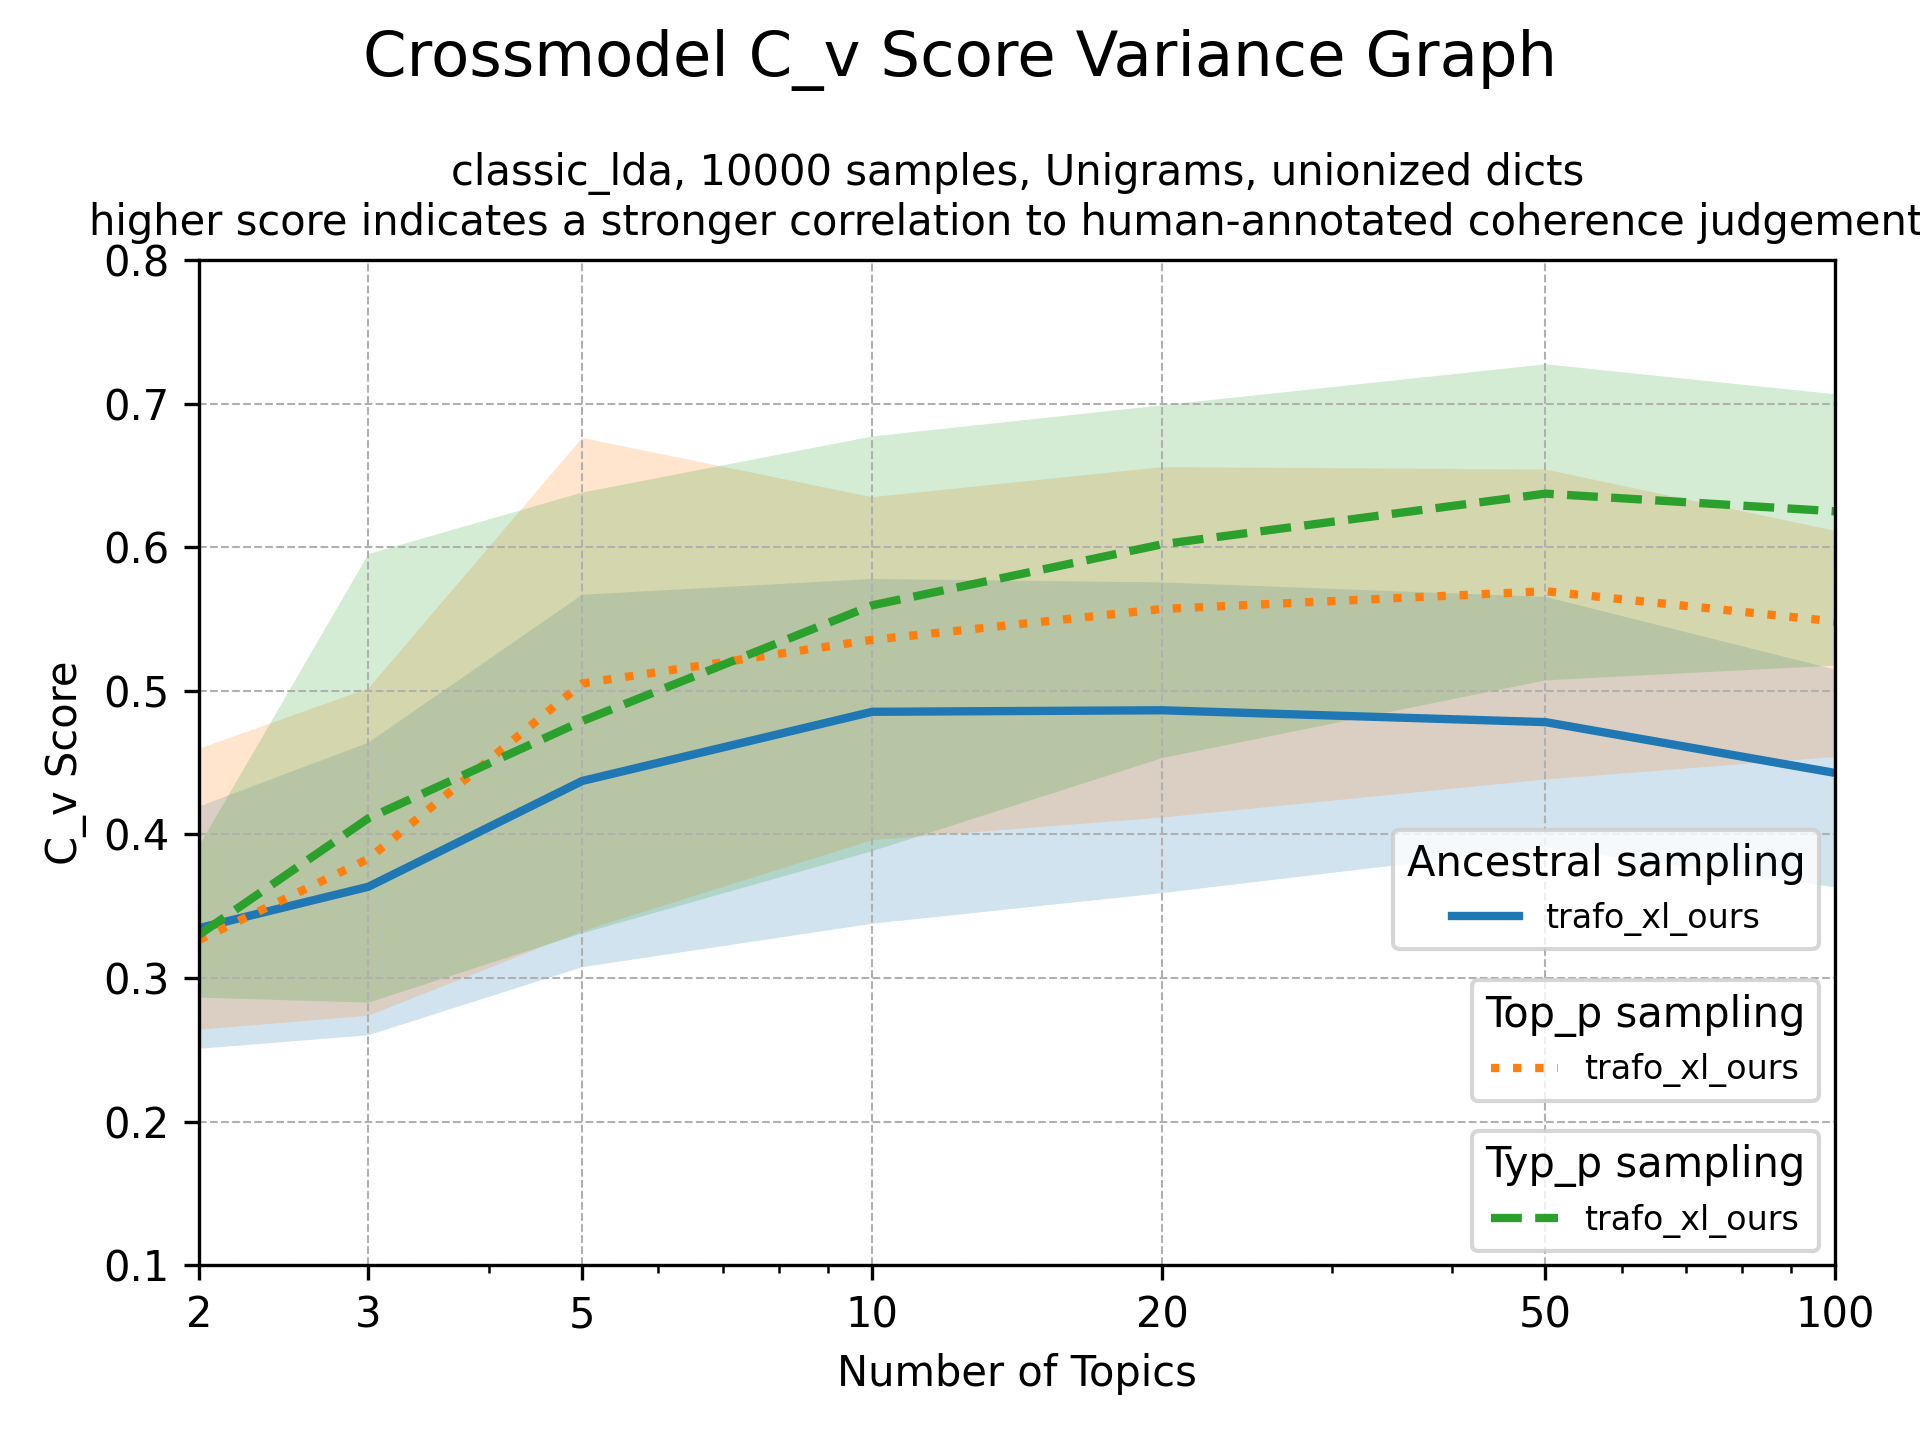 Crossmodel C_v Score Variance Graph
classic_lda, 10000 samples, Unigrams, unionized dicts
higher score indicates a stronger correlation to human-annotated coherence judgement
0.8
0.7
0.6
0.5
0.4
0.3
0.2
0.1
C_v Score
Ancestral sampling
trafo_xl_ours
Top_p sampling
trafo_xl_ours
Typ_p sampling
trafo_xl_ours
2 3 5 10 20 50 100
Number of Topics